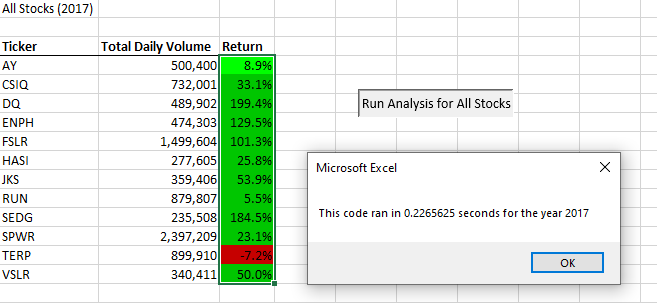 All Stocks (2017)
Ticker Total Daily Volume Return
AY 500,400 8.9%
CSIQ 732,001 33.1%
DQ 489,902 199.4%
ENPH 474,303 129.5%
FSLR 1,499,604 101.3%
HASI 277,605 25.8%
JKS 359,406 53.9%
RUN 879,807 5.5%
SEDG 235,508 184.5%
SPWR 2,397,209 23.1%
TERP 899,910 -7.2%
VSLR 340,411 50.0%
Run Analysis for All Stocks
Microsoft Excel
This code ran in 0.2265625 seconds for the year 2017
OK